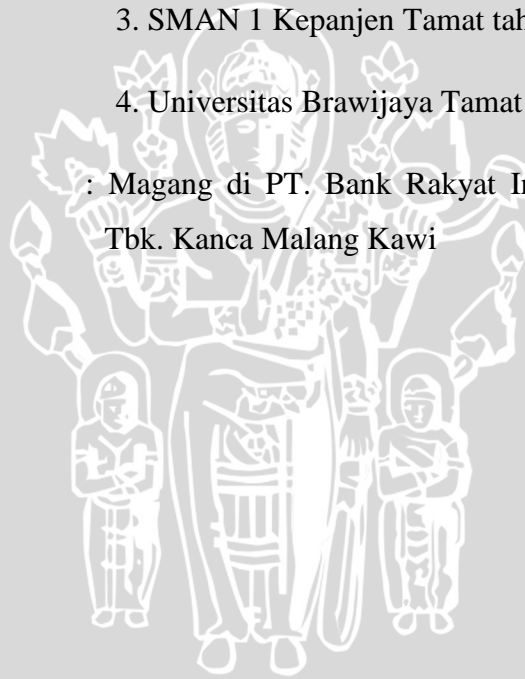 3. SMAN 1 Kepanjen Tamat tah
4. Universitas Brawijaya Tamat
: Magang di PT. Bank Rakyat In
Tbk. Kanca Malang Kawi